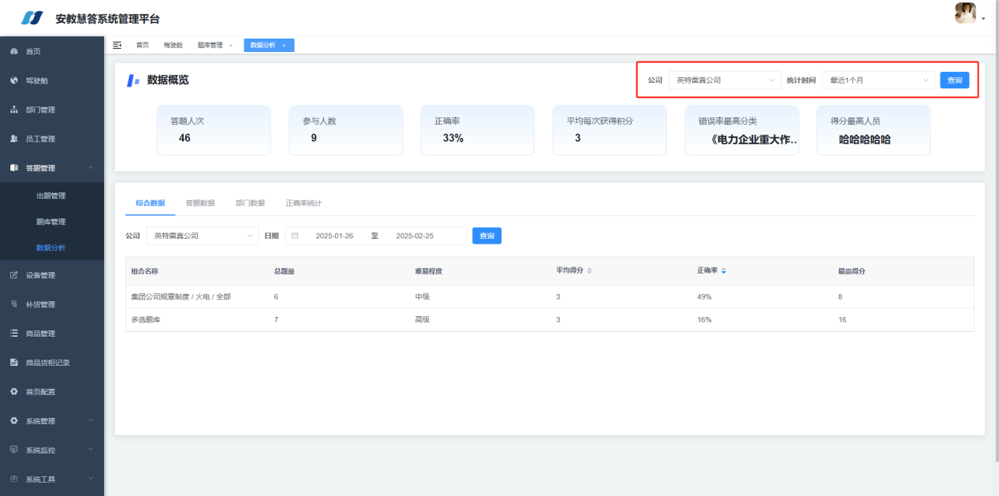 安教慧答系统管理平台
首页
驾驶舱
部门管理
员工管理
答题管理
出题管理
题库管理
数据分析
设备管理
补货管理
商品管理
商品货柜记录
首页配置
系统管理
系统监控
系统工具
首页 驾驶舱 题库管理 × 数据分析 ×
数据概览
公司 英特雷真公司 统计时间 最近1个月 查询
答题人次 参与人数 正确率 平均每次获得积分 错误率最高分类 得分最高人员
46 9 33% 3 《电力企业重大作.. 哈哈哈哈哈
综合数据 答题数据 部门数据 正确率统计
公司 英特雷真公司 日期 2025-01-26 至 2025-02-25 查询
组合名称 总题量 难易程度 平均得分 正确率 最高得分
集团公司规章制度 / 火电 / 全部 6 中级 3 49% 8
多选题库 7 高级 3 16% 16